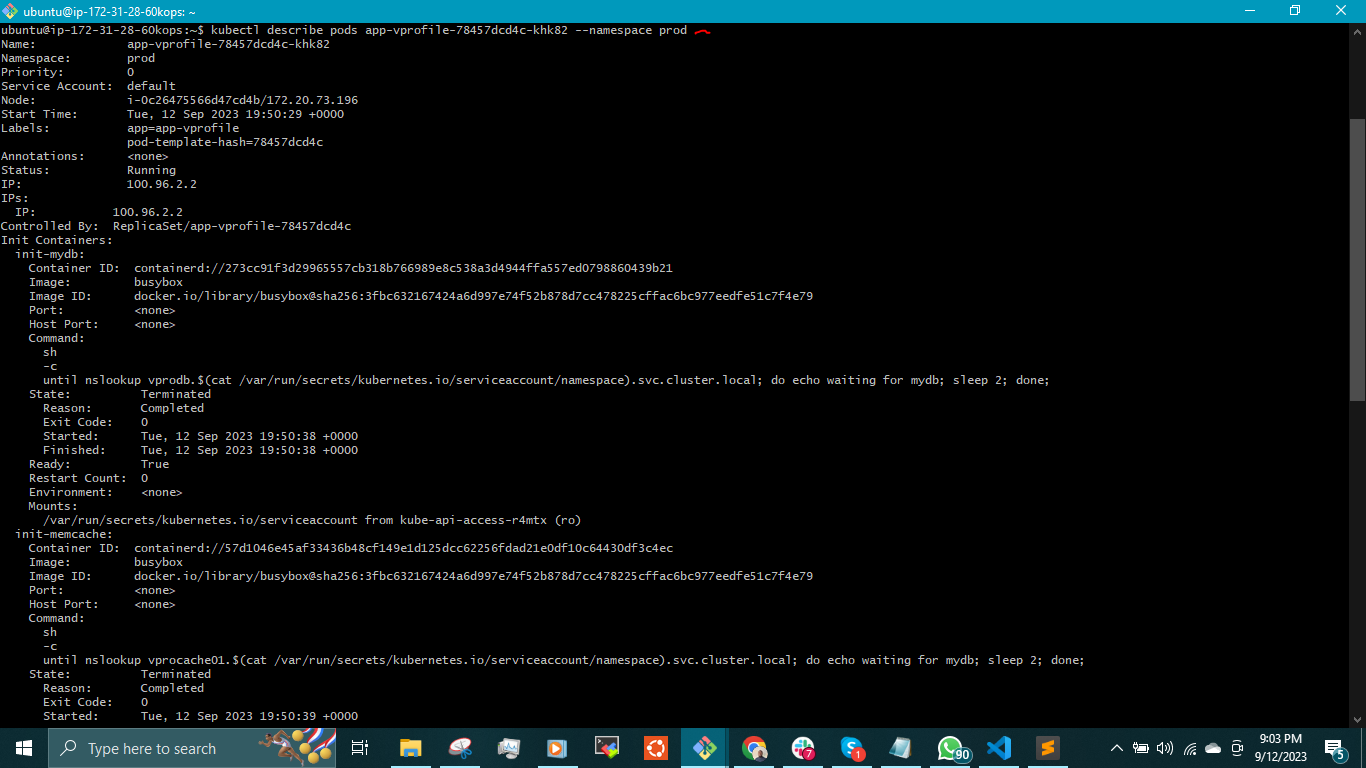 ubuntu@ip-172-31-28-60kops: ~
ubuntu@ip-172-31-28-60kops:~$ kubectl describe pods app-vprofile-78457dcd4c-khk82 --namespace prod
Name:             app-vprofile-78457dcd4c-khk82
Namespace:        prod
Priority:         0
Service Account:  default
Node:             i-0c26475566d47cd4b/172.20.73.196
Start Time:       Tue, 12 Sep 2023 19:50:29 +0000
Labels:           app=app-vprofile
                  pod-template-hash=78457dcd4c
Annotations:      <none>
Status:           Running
IP:               100.96.2.2
IPs:
  IP:           100.96.2.2
Controlled By:  ReplicaSet/app-vprofile-78457dcd4c
Init Containers:
  init-mydb:
    Container ID:  containerd://273cc91f3d29965557cb318b766989e8c538a3d4944ffa557ed0798860439b21
    Image:         busybox
    Image ID:      docker.io/library/busybox@sha256:3fbc632167424a6d997e74f52b878d7cc478225cffac6bc977eedfe51c7f4e79
    Port:          <none>
    Host Port:     <none>
    Command:
      sh
      -c
      until nslookup vprodb.$(cat /var/run/secrets/kubernetes.io/serviceaccount/namespace).svc.cluster.local; do echo waiting for mydb; sleep 2; done;
    State:          Terminated
      Reason:       Completed
      Exit Code:    0
      Started:      Tue, 12 Sep 2023 19:50:38 +0000
      Finished:     Tue, 12 Sep 2023 19:50:38 +0000
    Ready:          True
    Restart Count:  0
    Environment:    <none>
    Mounts:
      /var/run/secrets/kubernetes.io/serviceaccount from kube-api-access-r4mtx (ro)
  init-memcache:
    Container ID:  containerd://57d1046e45af33436b48cf149e1d125dcc62256fdad21e0df10c64430df3c4ec
    Image:         busybox
    Image ID:      docker.io/library/busybox@sha256:3fbc632167424a6d997e74f52b878d7cc478225cffac6bc977eedfe51c7f4e79
    Port:          <none>
    Host Port:     <none>
    Command:
      sh
      -c
      until nslookup vprocache01.$(cat /var/run/secrets/kubernetes.io/serviceaccount/namespace).svc.cluster.local; do echo waiting for mydb; sleep 2; done;
    State:          Terminated
      Reason:       Completed
      Exit Code:    0
      Started:      Tue, 12 Sep 2023 19:50:39 +0000
Type here to search
7
1
90
9:03 PM
9/12/2023
5